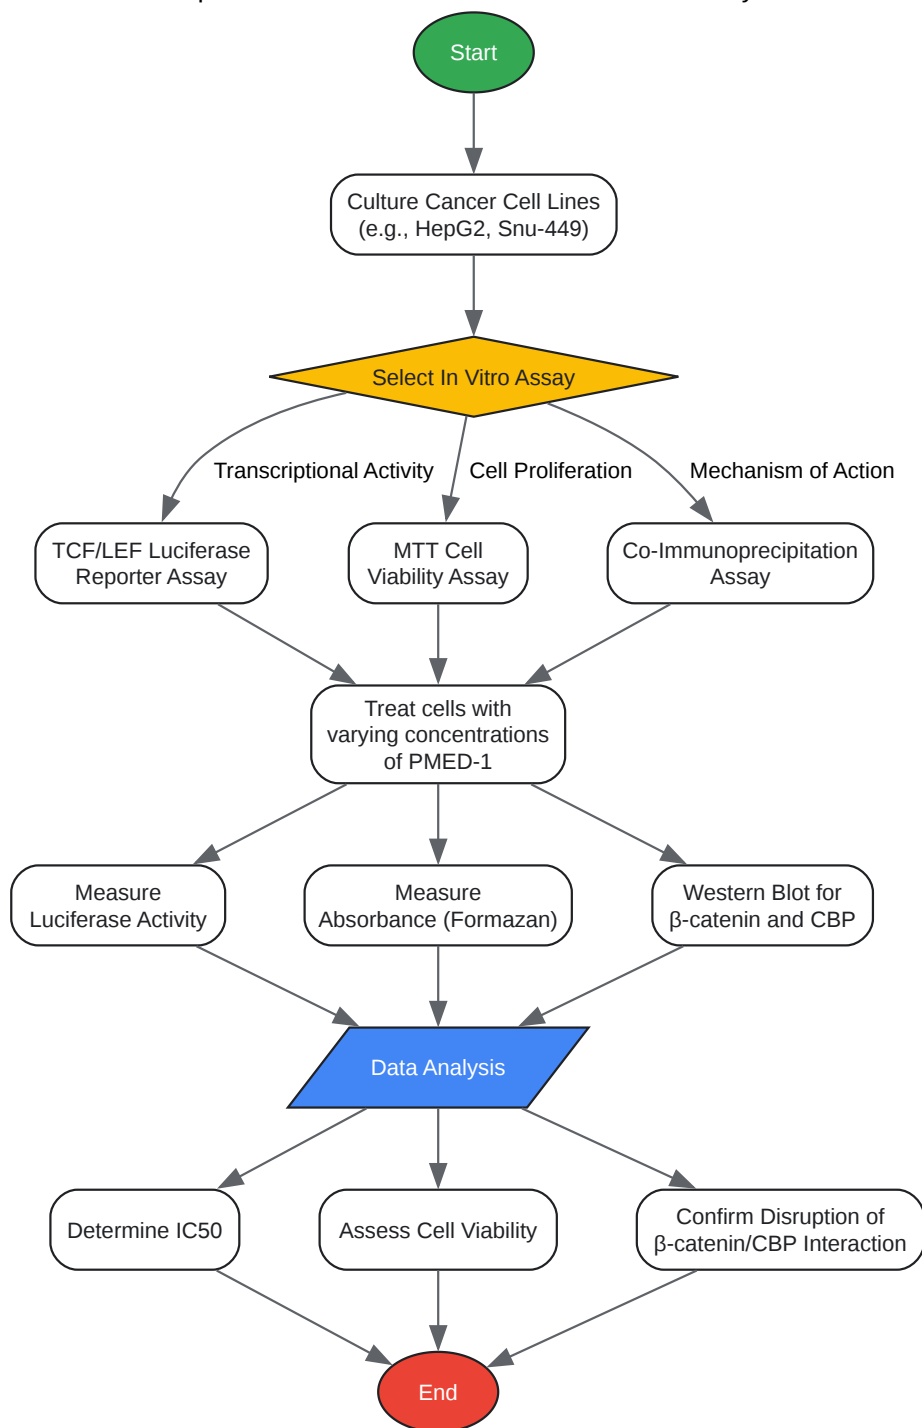 Start
Culture Cancer Cell Lines
(e.g., HepG2, Snu-449)
Select In Vitro Assay
Transcriptional Activity
Cell Proliferation
Mechanism of Action
TCF/LEF Luciferase
Reporter Assay
MTT Cell
Viability Assay
Co-Immunoprecipitation
Assay
Treat cells with
varying concentrations
of PMED-1
Measure
Luciferase Activity
Measure
Absorbance (Formazan)
Western Blot for
β-catenin and CBP
Data Analysis
Determine IC50
Assess Cell Viability
Confirm Disruption of
β-catenin/CBP Interaction
End